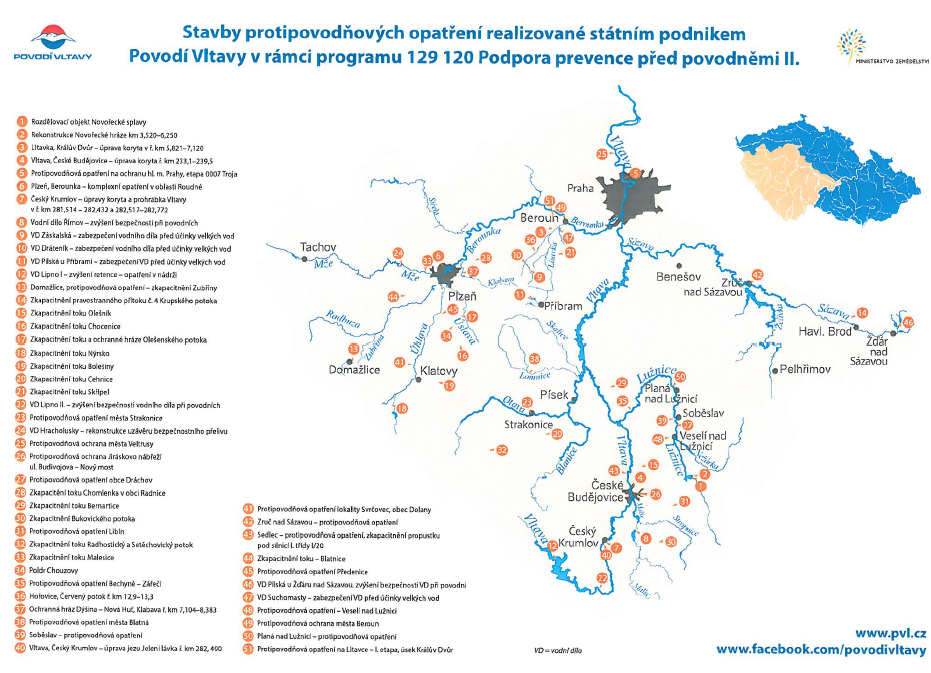 Stavby protipovodňových opatření realizované státním podnikem
Povodí Vltavy v rámci programu 129 120 Podpora prevence před povodněmi II.
POVODÍ VLTAVY
MINISTERSTVO ZEMĚDĚLSTVÍ
1 Rozdělovací objekt Novořecké splavy
2 Rekonstrukce Novořecké hráze km 3,520–6,250
3 Litavka, Králův Dvůr – úprava koryta v ř. km 5,821–7,120
4 Vltava, České Budějovice – úprava koryta ř. km 233,1–239,5
5 Protipovodňová opatření na ochranu hl. m. Prahy, etapa 0007 Troja
6 Plzeň, Berounka – komplexní opatření v oblasti Roudné
7 Český Krumlov – úpravy koryta a prohrábka Vltavy
v ř. km 281,514 – 282,432 a 282,517–282,772
8 Vodní dílo Římov – zvýšení bezpečnosti při povodních
9 VD Záskalská – zabezpečení vodního díla před účinky velkých vod
10 VD Dráteník – zabezpečení vodního díla před účinky velkých vod
11 VD Pilská u Příbrami – zabezpečení VD před účinky velkých vod
12 VD Lipno I – zvýšení retence – opatření v nádrži
13 Domažlice, protipovodňová opatření – zkapacitnění Zubřiny
14 Zkapacitnění pravostranného přítoku č. 4 Krupského potoka
15 Zkapacitnění toku Olešník
16 Zkapacitnění toku Chocenice
17 Zkapacitnění toku a ochranné hráze Olešenského potoka
18 Zkapacitnění toku Nýrsko
19 Zkapacitnění toku Bolešiny
20 Zkapacitnění toku Cehnice
21 Zkapacitnění toku Skřipel
22 VD Lipno II. – zvýšení bezpečnosti vodního díla při povodních
23 Protipovodňová opatření města Strakonice
24 VD Hracholusky – rekonstrukce uzávěru bezpečnostního přelivu
25 Protipovodňová ochrana města Veltrusy
26 Protipovodňová ochrana Jiráskovo nábřeží
ul. Budivojova – Nový most
27 Protipovodňová opatření obce Dráchov
28 Zkapacitnění toku Chomlenka v obci Radnice
29 Zkapacitnění toku Bernartice
30 Zkapacitnění Bukovického potoka
31 Protipovodňová opatření Libín
32 Zkapacitnění toku Radhostický a Setěchovický potok
33 Zkapacitnění toku Malesice
34 Poldr Chouzovy
35 Protipovodňová opatření Bechyně – Zářečí
36 Hořovice, Červený potok ř. km 12,9–13,3
37 Ochranná hráz Dýšina – Nová Huť, Klabava ř. km 7,104–8,383
38 Protipovodňová opatření města Blatná
39 Soběslav – protipovodňová opatření
40 Vltava, Český Krumlov – úprava jezu Jelení lávka ř. km 282, 490
41 Protipovodňová opatření lokality Svrčovec, obec Dolany
42 Zruč nad Sázavou – protipovodňová opatření
43 Sedlec – protipovodňová opatření, zkapacitnění propustku
pod silnicí I. třídy I/20
44 Zkapacitnění toku – Blatnice
45 Protipovodňová opatření Předenice
46 VD Pilská u Žďáru nad Sázavou, zvýšení bezpečnosti VD při povodni
47 VD Suchomasty – zabezpečení VD před účinky velkých vod
48 Protipovodňová opatření – Veselí nad Lužnicí
49 Protipovodňová ochrana města Beroun
50 Planá nad Lužnicí – protipovodňová opatření
51 Protipovodňová opatření na Litavce – I. etapa, úsek Králův Dvůr
VD = vodní dílo
Praha
Vltava
Beroun
Berounka
Berounka
Střela
Litavka
Klabava
Tachov
Mže
Mže
Plzeň
Radbuza
Zubřina
Úhlava
Úslava
Domažlice
Klatovy
Příbram
Skalice
Lomnice
Písek
Otava
Strakonice
Blanice
Vltava
Sázava
Benešov
Zruč
nad Sázavou
Sázava
Havl. Brod
Žďár
nad
Sázavou
Pelhřimov
Lužnice
Planá
nad Lužnicí
Soběslav
Veselí nad
Lužnicí
Lužnice
Vltava
České
Budějovice
Stropnice
Malše
Český
Krumlov
Vltava
www.pvl.cz
www.facebook.com/povodivltavy